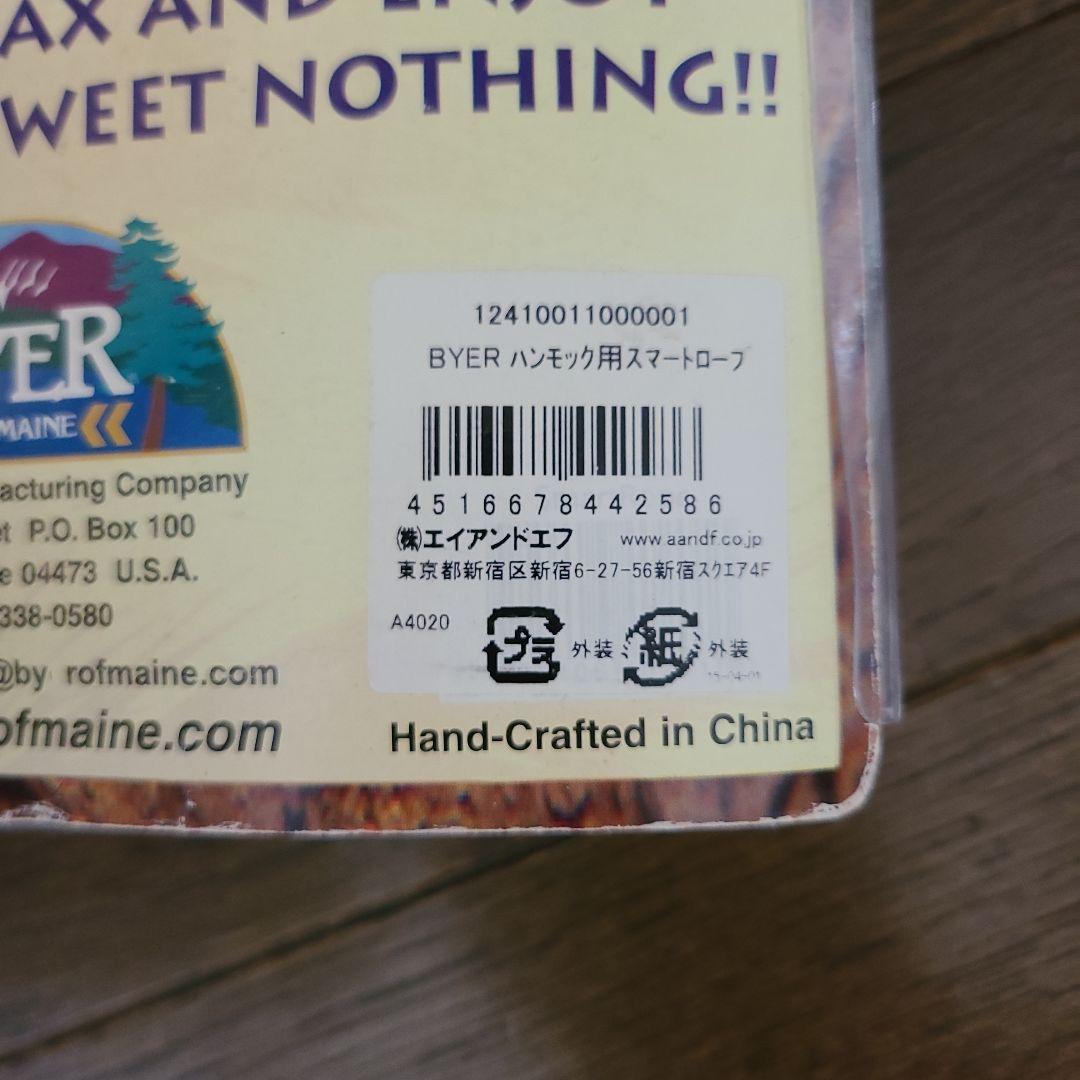 AX AND ENJOY
WEET NOTHING!!
YER
MAINE
acturing Company
et P.O. Box 100
e 04473 U.S.A.
338-0580
@by rofmaine.com
ofmaine.com
12410011000001
BYER ハンモック用スマートロープ
4516678442586
㈱エイアンドエフ www.aandf.co.jp
東京都新宿区新宿6-27-56新宿スクエア4F
A4020
プラ 外装 紙 外装
15-04-01
Hand-Crafted in China